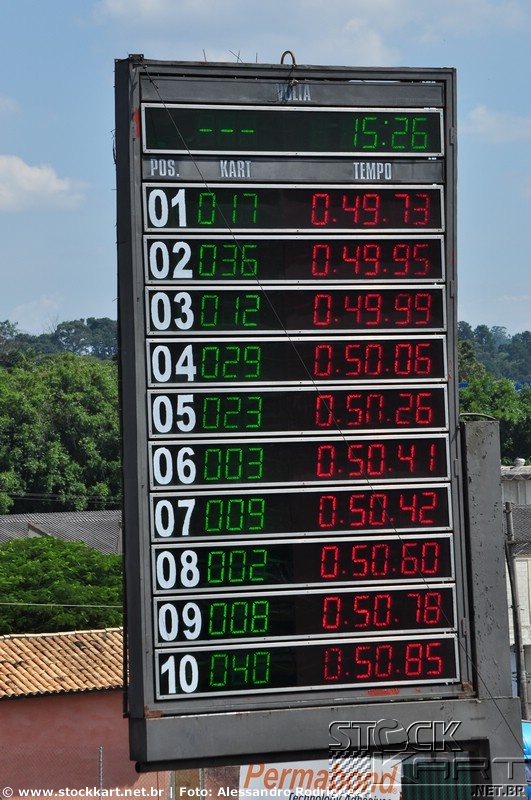 VOLTA
--- 15:26
POS. KART TEMPO
01 017 0.49.73
02 036 0.49.95
03 012 0.49.99
04 029 0.50.06
05 023 0.50.26
06 003 0.50.41
07 009 0.50.42
08 002 0.50.60
09 008 0.50.78
10 040 0.50.85
STOCK
KART
.NET.BR
Permabond
© www.stockkart.net.br | Foto: Alessandro Rodrigo